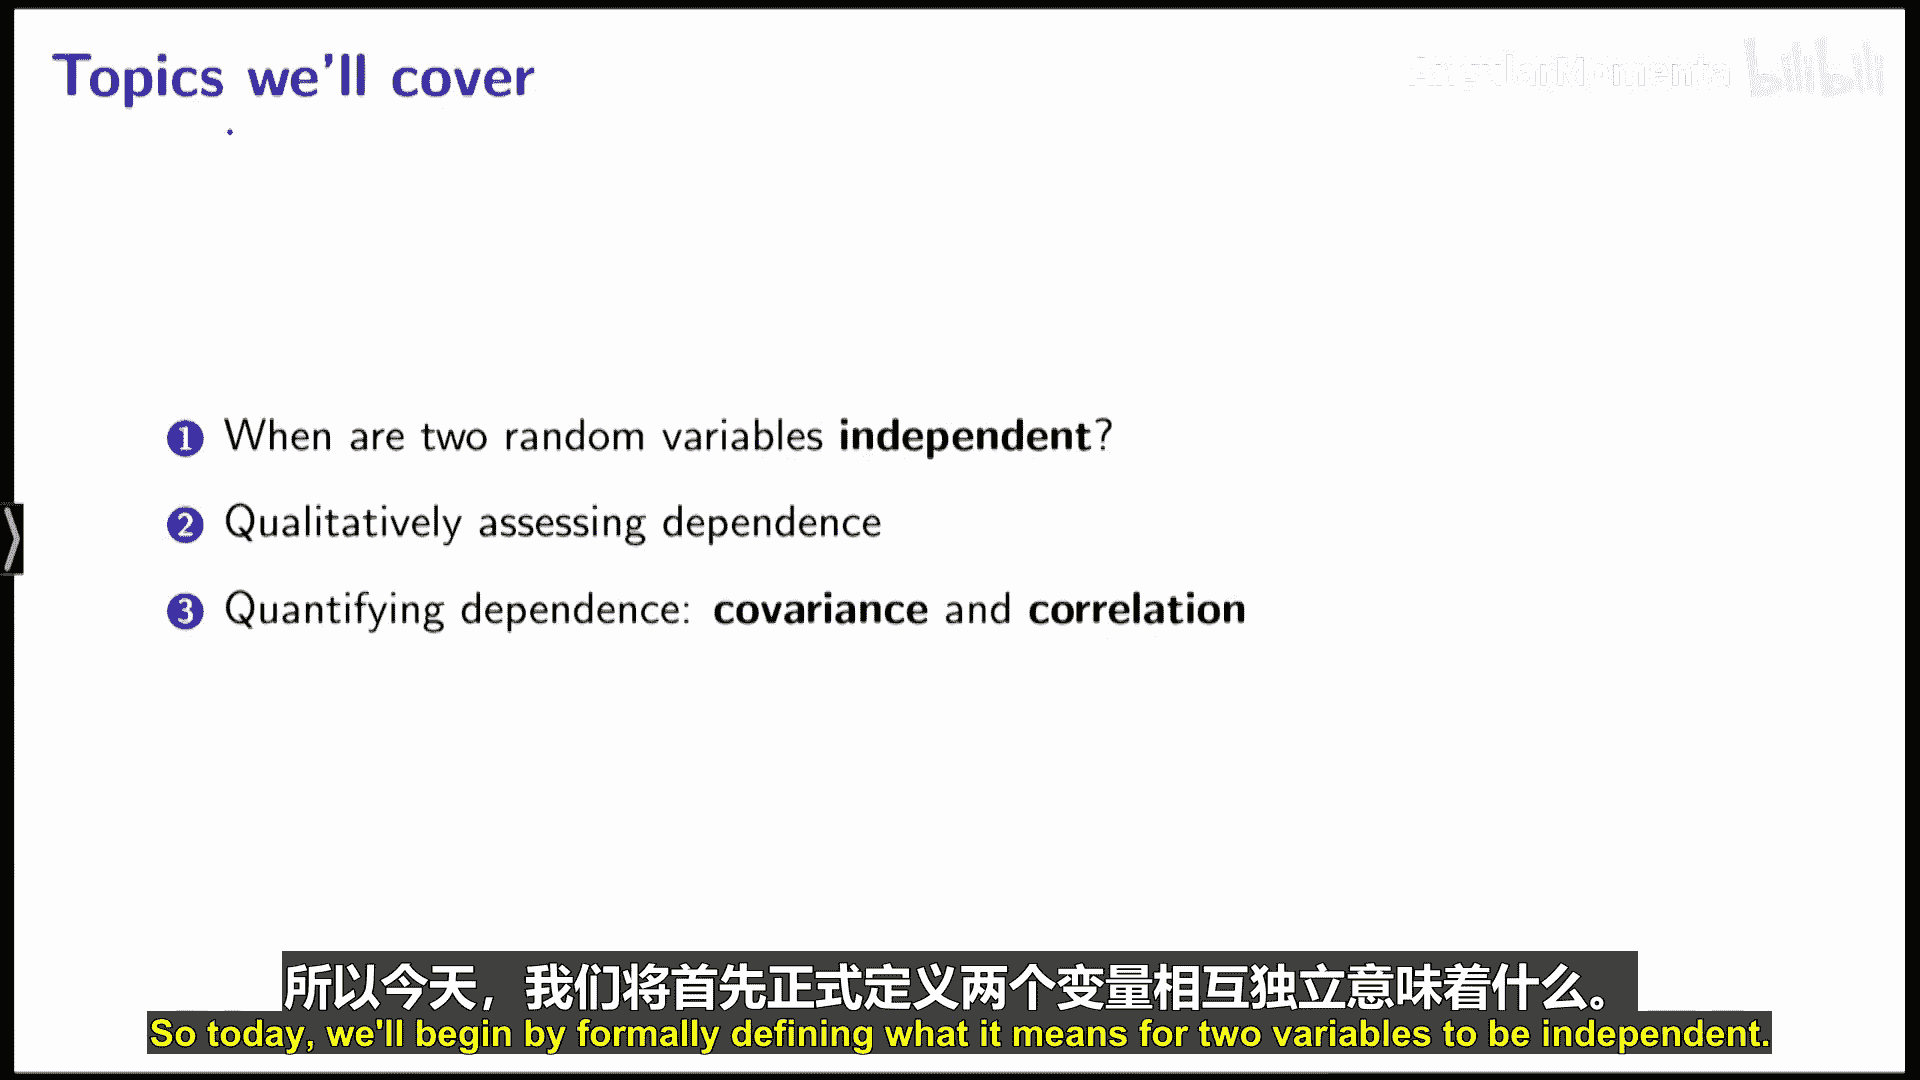 Topics we'll cover
bilibili
1 When are two random variables independent?
2 Qualitatively assessing dependence
3 Quantifying dependence: covariance and correlation
所以今天，我们将首先正式定义两个变量相互独立意味着什么。
So today, we'll begin by formally defining what it means for two variables to be independent.